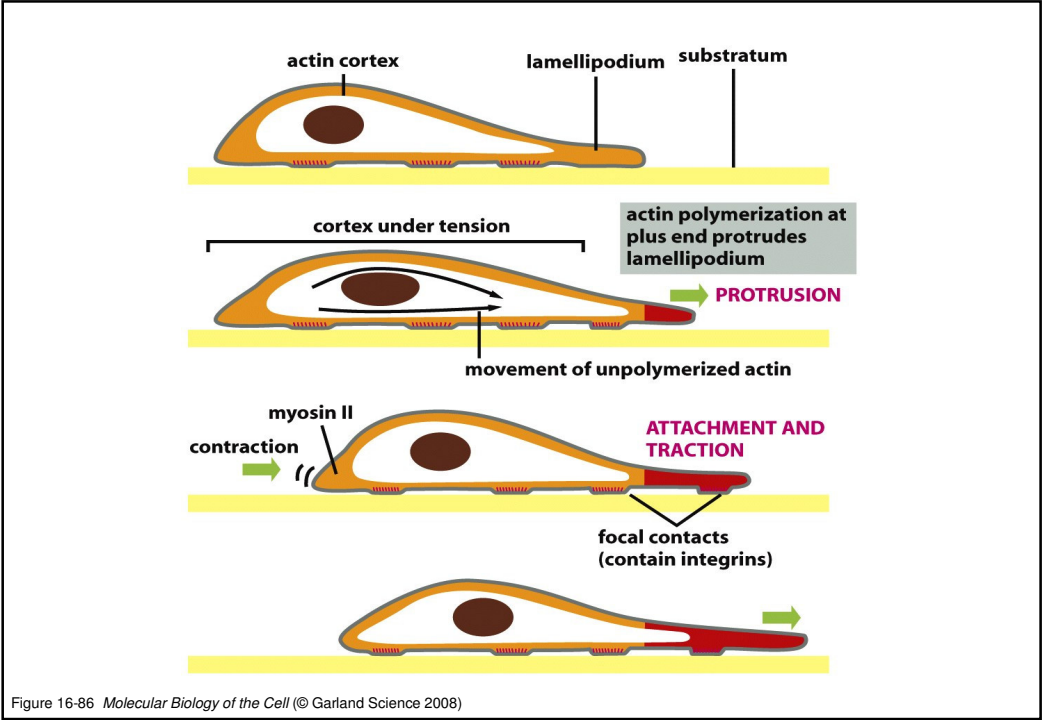 actin cortex
lamellipodium
substratum
cortex under tension
actin polymerization at
plus end protrudes
lamellipodium
PROTRUSION
movement of unpolymerized actin
myosin II
contraction
ATTACHMENT AND
TRACTION
focal contacts
(contain integrins)
Figure 16-86 Molecular Biology of the Cell (© Garland Science 2008)